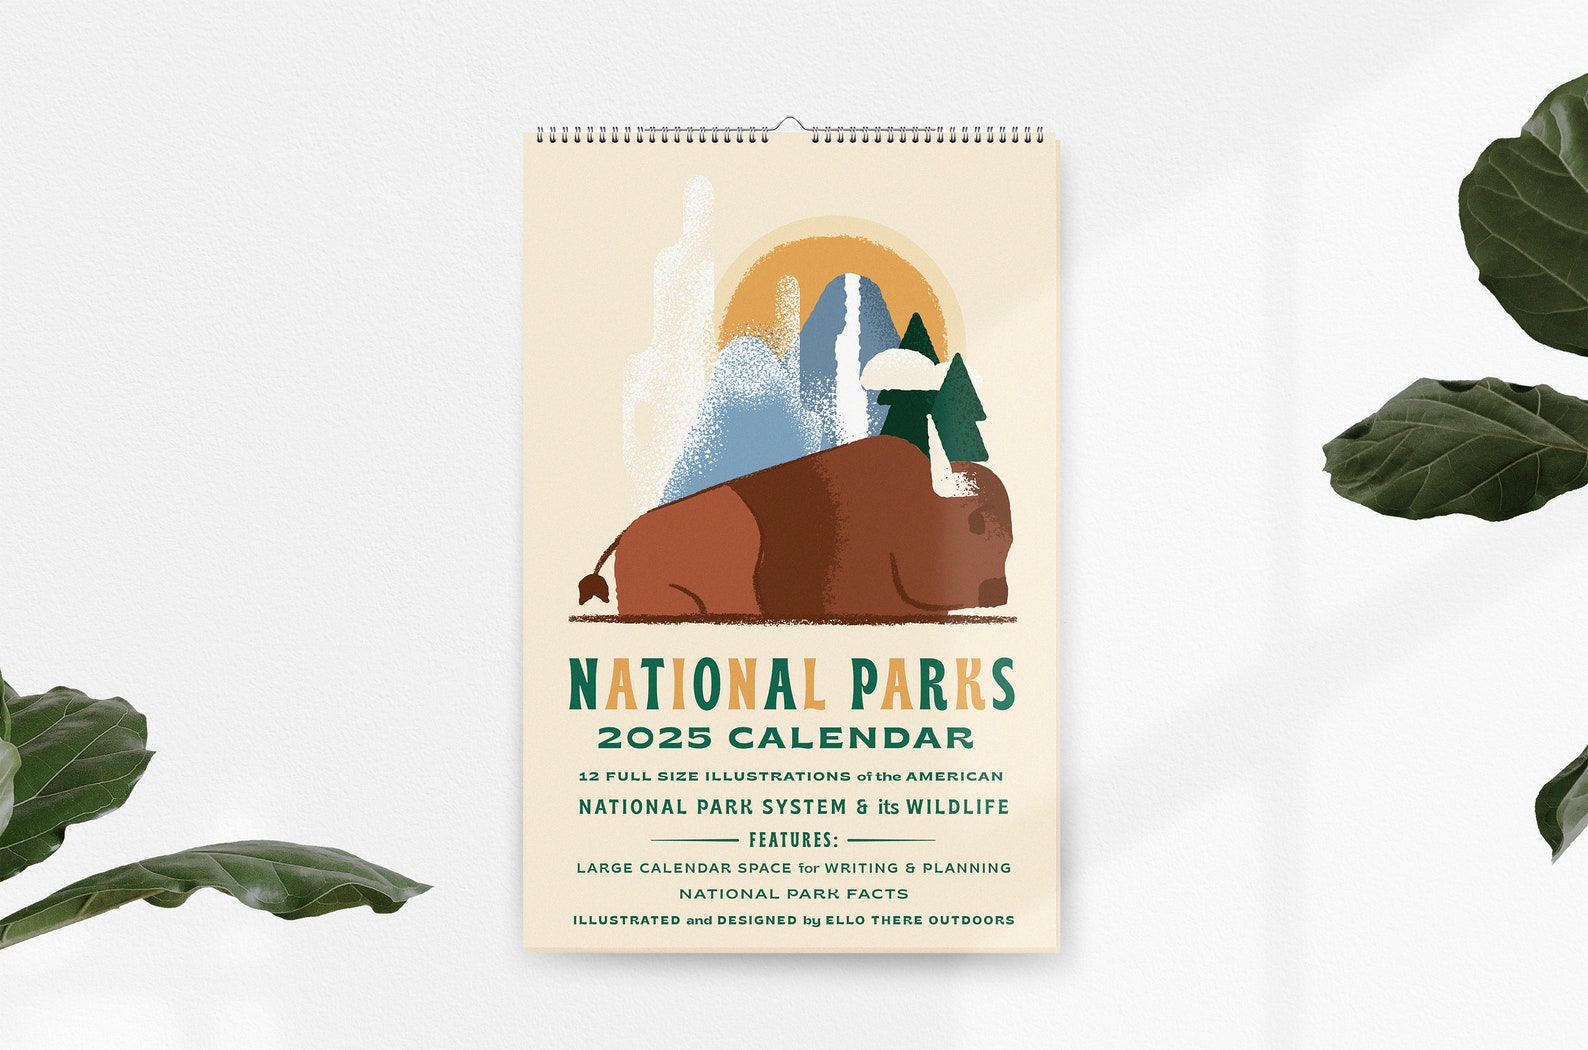 NATIONAL PARKS
2025 CALENDAR
12 FULL SIZE ILLUSTRATIONS of the AMERICAN
NATIONAL PARK SYSTEM & its WILDLIFE
FEATURES:
LARGE CALENDAR SPACE for WRITING & PLANNING
NATIONAL PARK FACTS
ILLUSTRATED and DESIGNED by ELLO THERE OUTDOORS